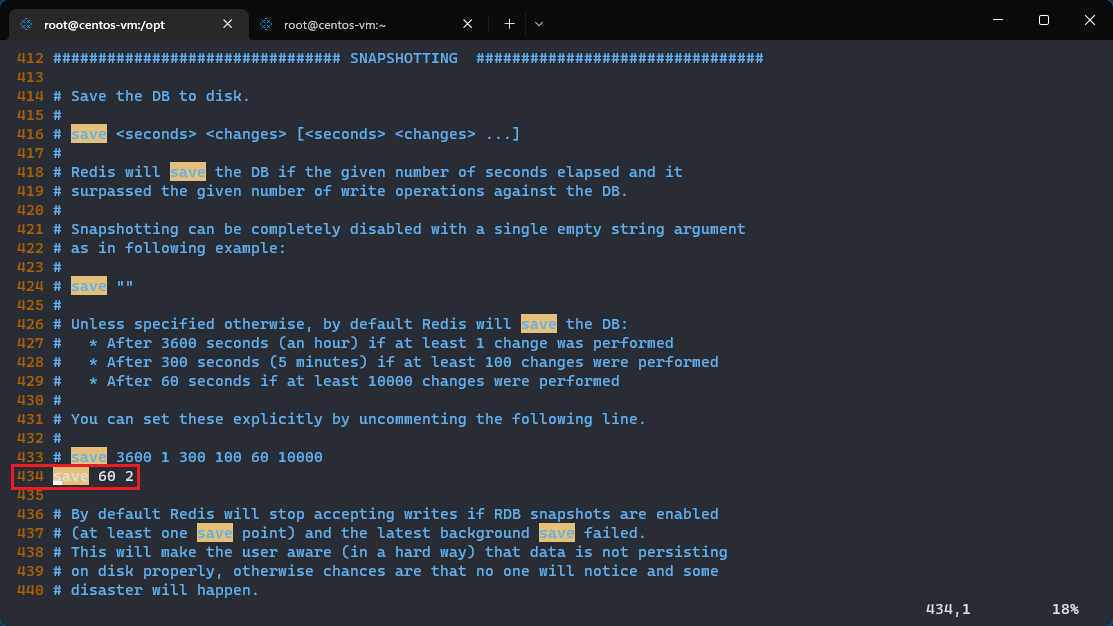 root@centos-vm:/opt
root@centos-vm:~
412 ################################ SNAPSHOTTING  ################################
413
414 # Save the DB to disk.
415 #
416 # save <seconds> <changes> [<seconds> <changes> ...]
417 #
418 # Redis will save the DB if the given number of seconds elapsed and it
419 # surpassed the given number of write operations against the DB.
420 #
421 # Snapshotting can be completely disabled with a single empty string argument
422 # as in following example:
423 #
424 # save ""
425 #
426 # Unless specified otherwise, by default Redis will save the DB:
427 #   * After 3600 seconds (an hour) if at least 1 change was performed
428 #   * After 300 seconds (5 minutes) if at least 100 changes were performed
429 #   * After 60 seconds if at least 10000 changes were performed
430 #
431 # You can set these explicitly by uncommenting the following line.
432 #
433 # save 3600 1 300 100 60 10000
434 save 60 2
435
436 # By default Redis will stop accepting writes if RDB snapshots are enabled
437 # (at least one save point) and the latest background save failed.
438 # This will make the user aware (in a hard way) that data is not persisting
439 # on disk properly, otherwise chances are that no one will notice and some
440 # disaster will happen.
434,1 18%